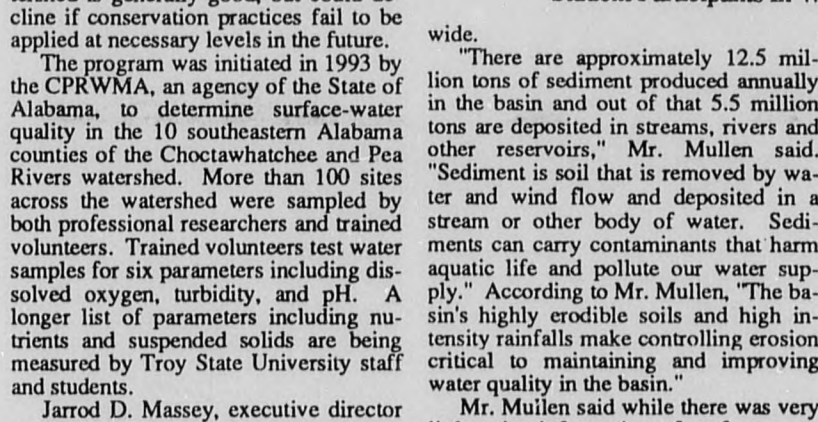 cline if conservation practices fail to be
applied at necessary levels in the future.
The program was initiated in 1993 by
the CPRWMA, an agency of the State of
Alabama, to determine surface-water
quality in the 10 southeastern Alabama
counties of the Choctawhatchee and Pea
Rivers watershed. More than 100 sites
across the watershed were sampled by
both professional researchers and trained
volunteers. Trained volunteers test water
samples for six parameters including dis-
solved oxygen, turbidity, and pH. A
longer list of parameters including nu-
trients and suspended solids are being
measured by Troy State University staff
and students.
Jarrod D. Massey, executive director
wide.
"There are approximately 12.5 mil-
lion tons of sediment produced annually
in the basin and out of that 5.5 million
tons are deposited in streams, rivers and
other reservoirs," Mr. Mullen said.
"Sediment is soil that is removed by wa-
ter and wind flow and deposited in a
stream or other body of water. Sedi-
ments can carry contaminants that harm
aquatic life and pollute our water sup-
ply." According to Mr. Mullen, "The ba-
sin's highly erodible soils and high in-
tensity rainfalls make controlling erosion
critical to maintaining and improving
water quality in the basin."
Mr. Mullen said while there was very